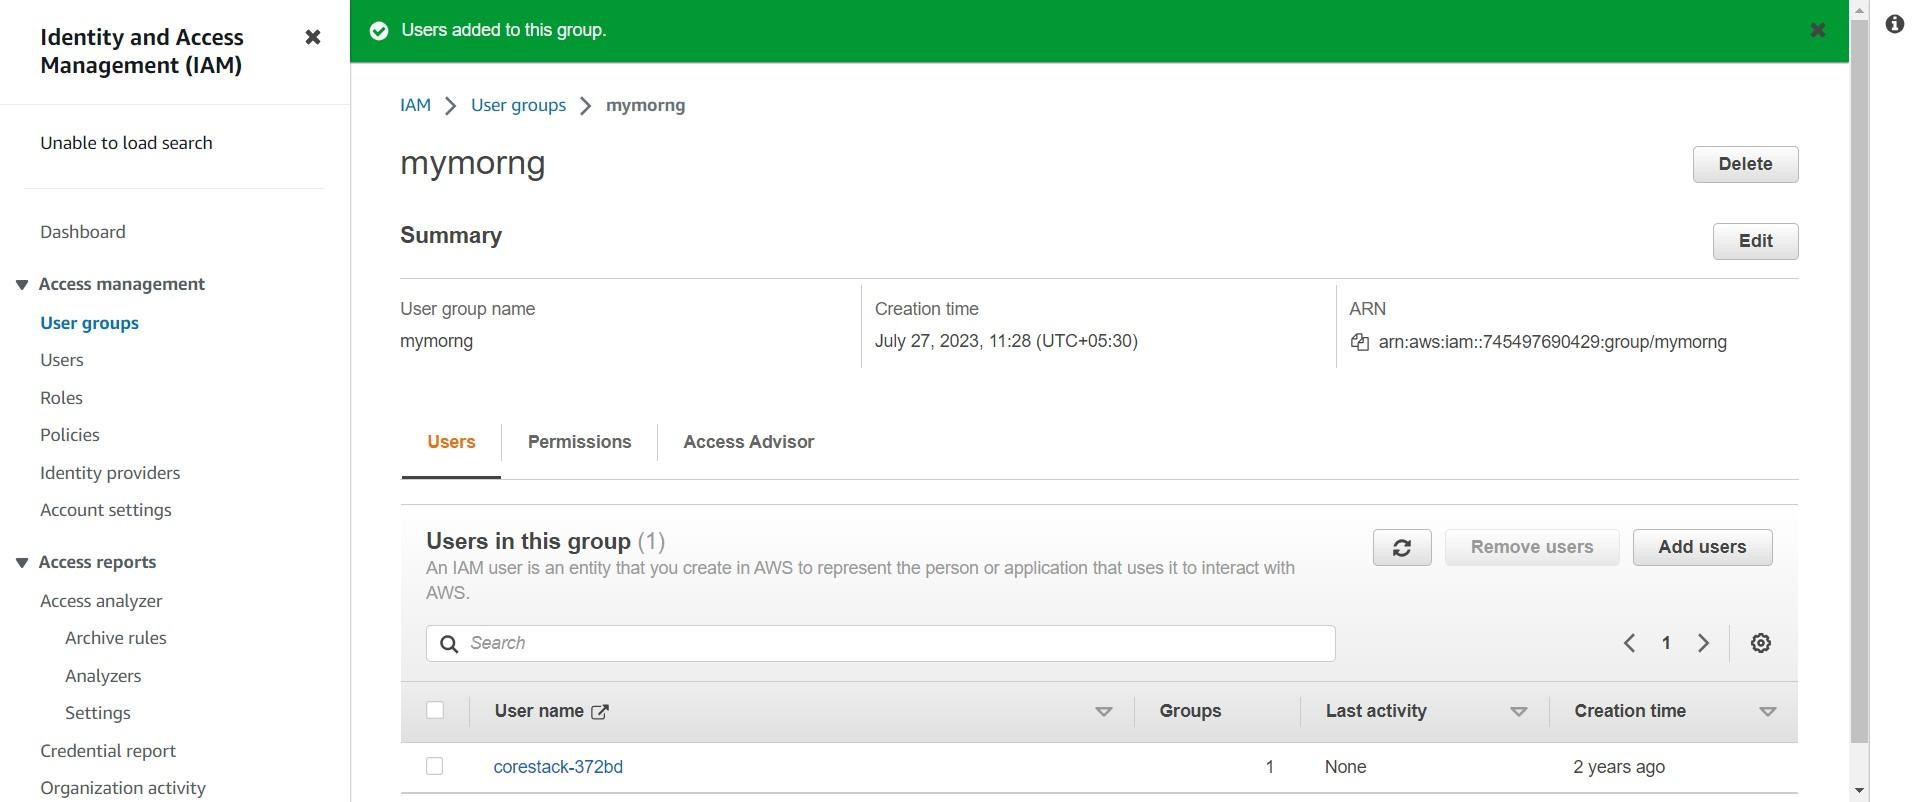 Identity and Access
Management (IAM)
Unable to load search
Dashboard
Access management
User groups
Users
Roles
Policies
Identity providers
Account settings
Access reports
Access analyzer
Archive rules
Analyzers
Settings
Credential report
Organization activity
Users added to this group.
IAM
User groups
mymorng
mymorng
Delete
Summary
Edit
User group name
mymorng
Creation time
July 27, 2023, 11:28 (UTC+05:30)
ARN
arn:aws:iam::745497690429:group/mymorng
Users
Permissions
Access Advisor
Users in this group (1)
An IAM user is an entity that you create in AWS to represent the person or application that uses it to interact with
AWS.
Remove users
Add users
Search
1
User name
Groups
Last activity
Creation time
corestack-372bd
1
None
2 years ago